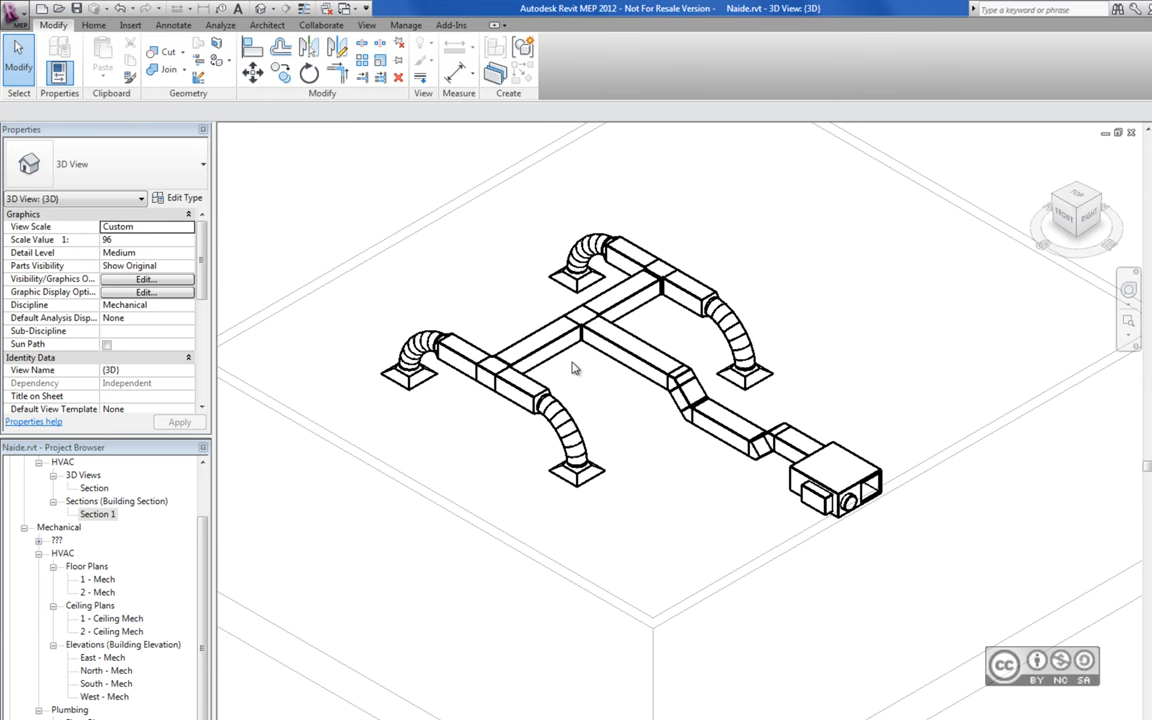 Autodesk Revit MEP 2012 - Not For Resale Version - Naide.rvt - 3D View: {3D}
Type a keyword or phrase
MEP
Modify Home Insert Annotate Analyze Architect Collaborate View Manage Add-Ins
Modify
Paste
Cut
Join
Select Properties Clipboard Geometry Modify View Measure Create
Properties
3D View
3D View: {3D}
Edit Type
Graphics
View Scale Custom
Scale Value 1: 96
Detail Level Medium
Parts Visibility Show Original
Visibility/Graphics O... Edit...
Graphic Display Opti... Edit...
Discipline Mechanical
Default Analysis Disp... None
Sub-Discipline
Sun Path
Identity Data
View Name {3D}
Dependency Independent
Title on Sheet
Default View Template None
Properties help
Apply
Naide.rvt - Project Browser
HVAC
3D Views
Section
Sections (Building Section)
Section 1
Mechanical
???
HVAC
Floor Plans
1 - Mech
2 - Mech
Ceiling Plans
1 - Ceiling Mech
2 - Ceiling Mech
Elevations (Building Elevation)
East - Mech
North - Mech
South - Mech
West - Mech
Plumbing
TOP
FRONT
RIGHT
cc
BY NC SA